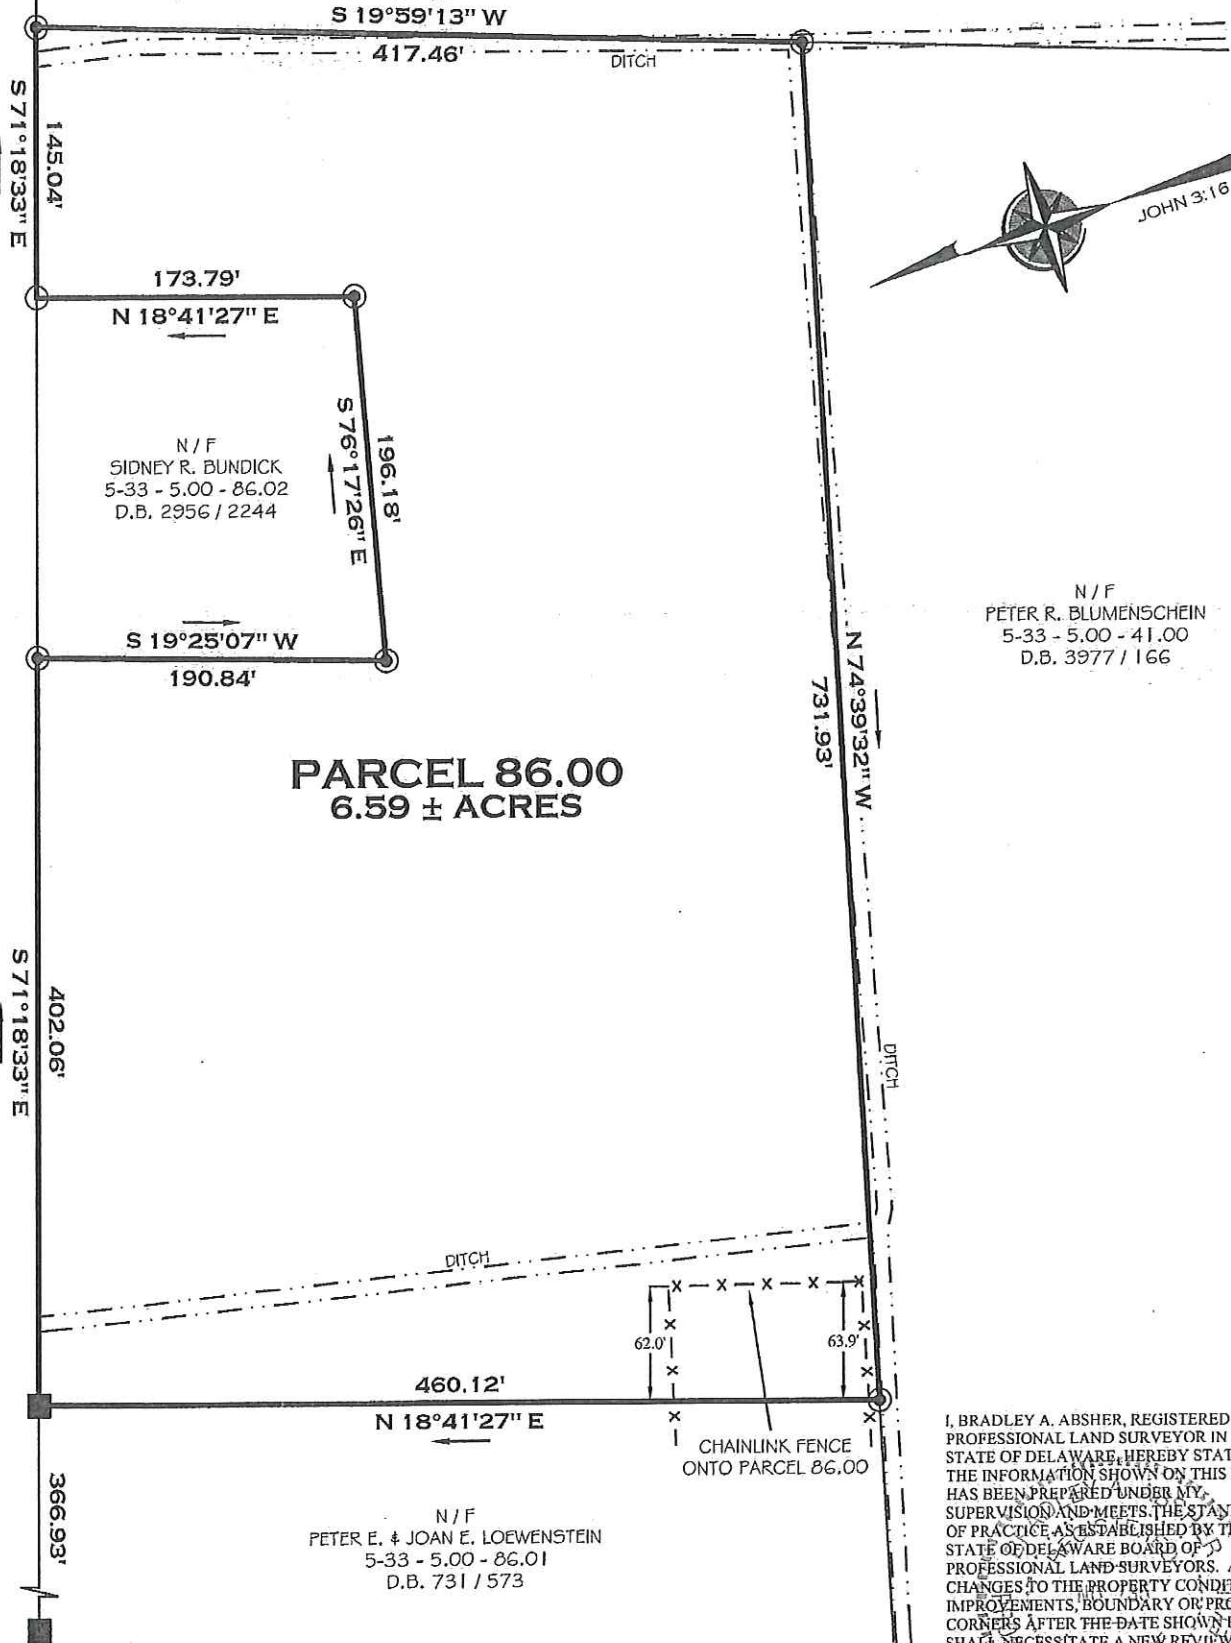 S 19°59'13" W
417.46'
DITCH
S 71°18'33" E
145.04'
JOHN 3:16
173.79'
N 18°41'27" E
N / F
SIDNEY R. BUNDICK
5-33 - 5.00 - 86.02
D.B. 2956 / 2244
S 76°17'26" E
196.18'
S 19°25'07" W
190.84'
N / F
PETER R. BLUMENSCHEIN
5-33 - 5.00 - 41.00
D.B. 3977 / 166
N 74°39'32" W
731.93'
PARCEL 86.00
6.59 ± ACRES
S 71°18'33" E
402.06'
DITCH
DITCH
62.0'
63.9'
460.12'
N 18°41'27" E
CHAINLINK FENCE
ONTO PARCEL 86.00
366.93'
N / F
PETER E. & JOAN E. LOEWENSTEIN
5-33 - 5.00 - 86.01
D.B. 731 / 573
I, BRADLEY A. ABSHER, REGISTERED
PROFESSIONAL LAND SURVEYOR IN
STATE OF DELAWARE, HEREBY STAT
THE INFORMATION SHOWN ON THIS
HAS BEEN PREPARED UNDER MY
SUPERVISION AND MEETS THE STAN
OF PRACTICE AS ESTABLISHED BY T
STATE OF DELAWARE BOARD OF
PROFESSIONAL LAND SURVEYORS.
CHANGES TO THE PROPERTY CONDI
IMPROVEMENTS, BOUNDARY OR PRO
CORNERS AFTER THE DATE SHOWN
SHALL NECESSITATE A NEW REVIEW